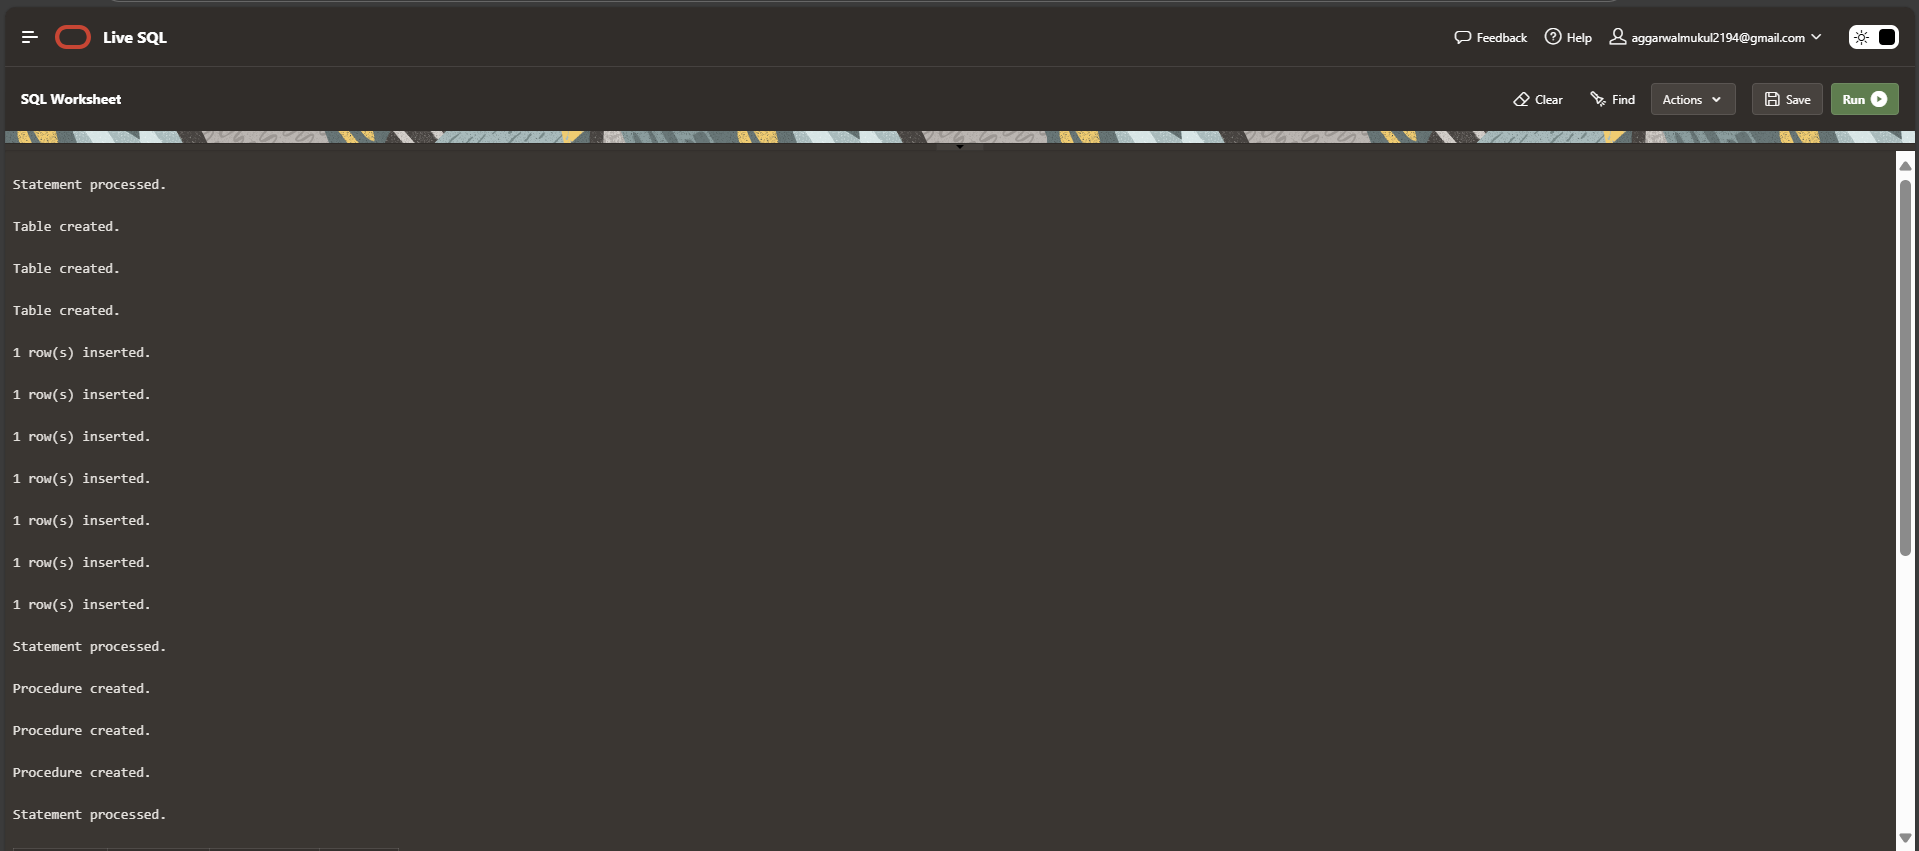 Live SQL
Feedback Help aggarwalmukul2194@gmail.com
SQL Worksheet
Clear Find Actions Save Run
Statement processed.
Table created.
Table created.
Table created.
1 row(s) inserted.
1 row(s) inserted.
1 row(s) inserted.
1 row(s) inserted.
1 row(s) inserted.
1 row(s) inserted.
1 row(s) inserted.
Statement processed.
Procedure created.
Procedure created.
Procedure created.
Statement processed.